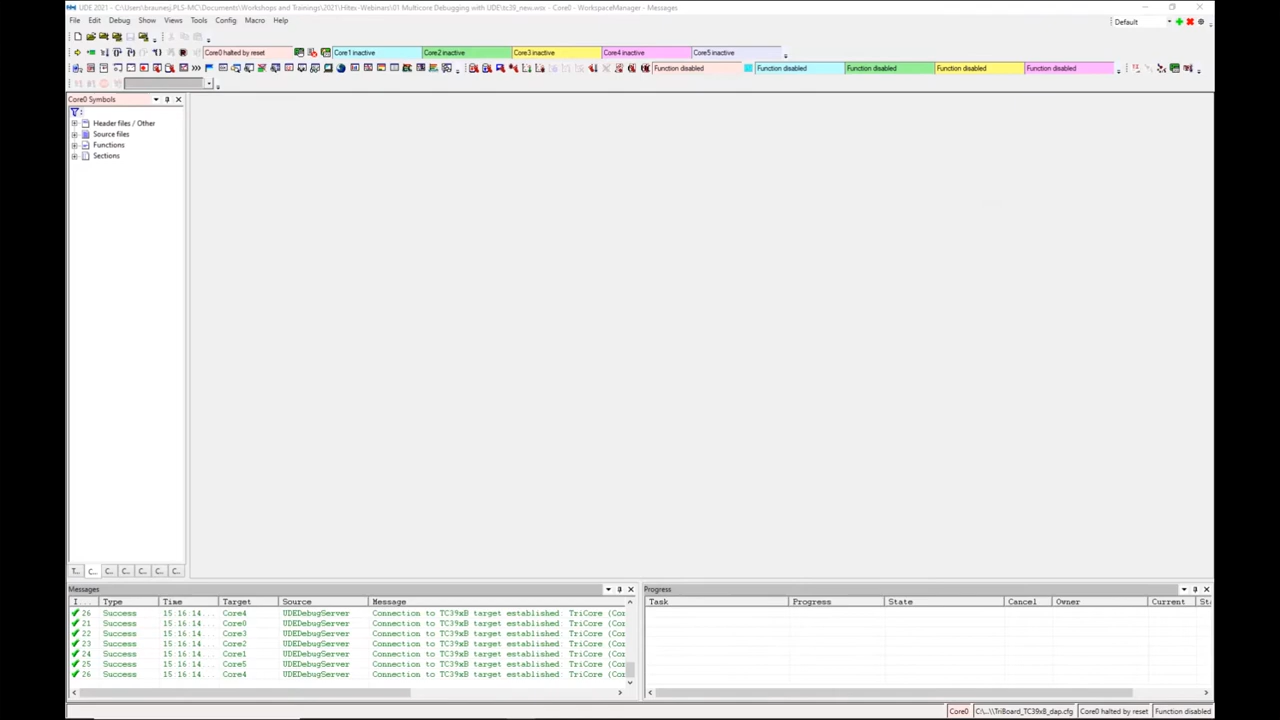 UDE 2021 - C:\Users\braunesj.PLS-MC\Documents\Workshops and Trainings\2021\Hitex-Webinars\01 Multicore Debugging with UDE\tc39_new.wsx - Core0 - WorkspaceManager - Messages
File Edit Debug Show Views Tools Config Macro Help
Default
Core0 halted by reset Core1 inactive Core2 inactive Core3 inactive Core4 inactive Core5 inactive
Function disabled Function disabled Function disabled Function disabled Function disabled
Core0 Symbols
Header files / Other
Source files
Functions
Sections
T... C... C... C... C... C... C...
Messages
I... Type Time Target Source Message
26 Success 15:16:14... Core4 UDEDebugServer Connection to TC39xB target established: TriCore (Cor
21 Success 15:16:14... Core0 UDEDebugServer Connection to TC39xB target established: TriCore (Cor
22 Success 15:16:14... Core3 UDEDebugServer Connection to TC39xB target established: TriCore (Cor
23 Success 15:16:14... Core2 UDEDebugServer Connection to TC39xB target established: TriCore (Cor
24 Success 15:16:14... Core1 UDEDebugServer Connection to TC39xB target established: TriCore (Cor
25 Success 15:16:14... Core5 UDEDebugServer Connection to TC39xB target established: TriCore (Cor
26 Success 15:16:14... Core4 UDEDebugServer Connection to TC39xB target established: TriCore (Cor
Progress
Task Progress State Cancel Owner Current St
Core0 C:\...\TriBoard_TC39xB_dap.cfg Core0 halted by reset Function disabled